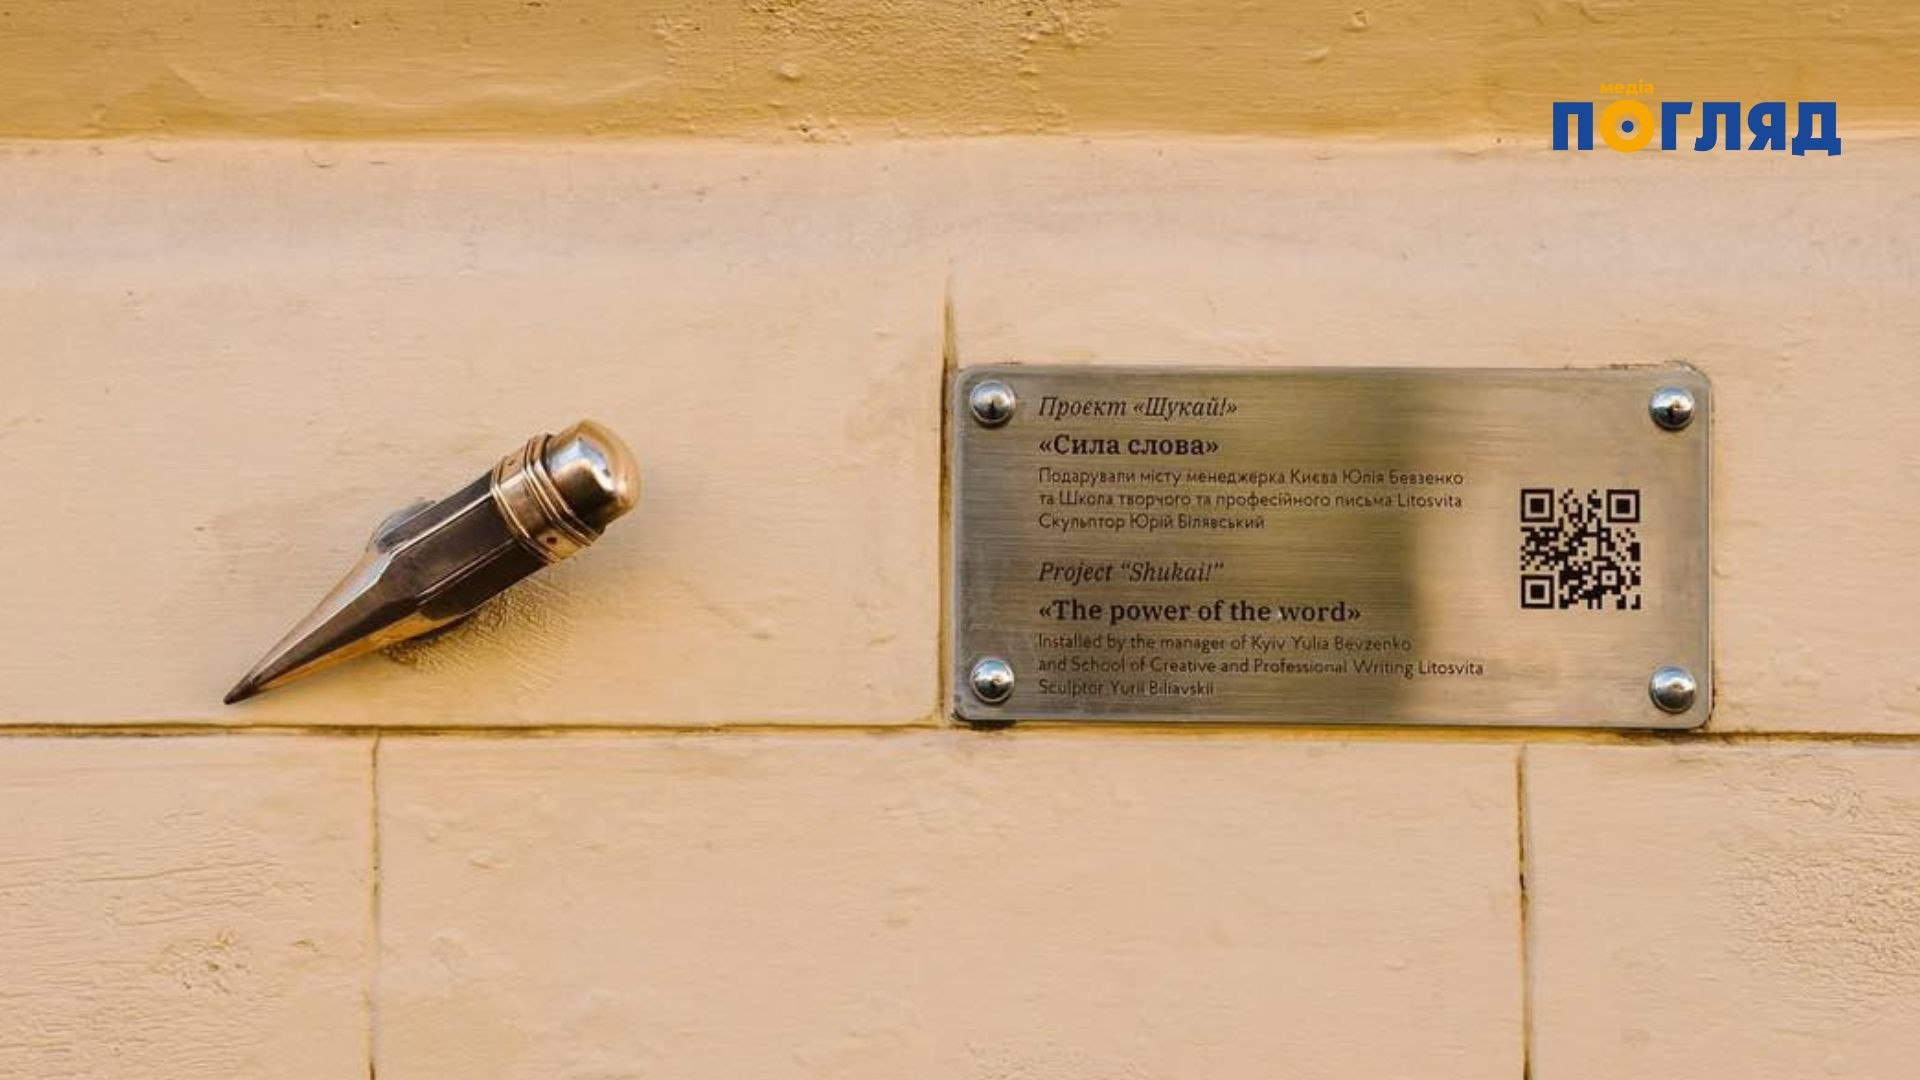 медіа
ПОГЛЯД
Проєкт «Шукай!»
«Сила слова»
Подарували місту менеджерка Києва Юлія Бевзенко
та Школа творчого та професійного письма Litosvita
Скульптор Юрій Білявський
Project “Shukai!”
«The power of the word»
Installed by the manager of Kyiv Yulia Bevzenko
and School of Creative and Professional Writing Litosvita
Sculptor Yurii Biliavskii